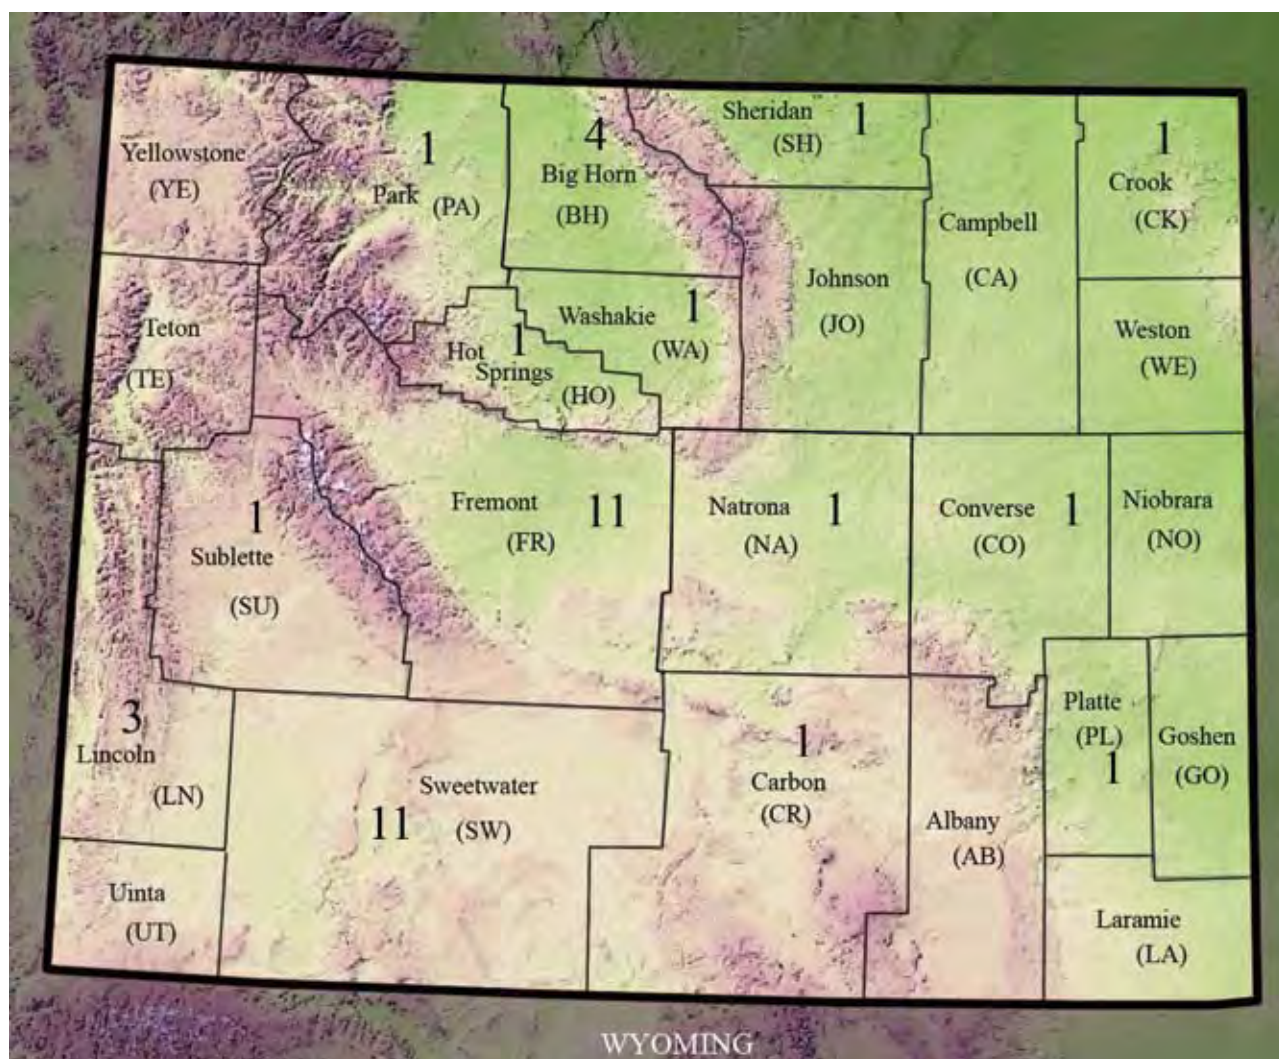 Sheridan 1
(SH)
Yellowstone
(YE)
1
Park (PA)
4
Big Horn
(BH)
1
Crook
(CK)
Campbell
(CA)
Johnson
(JO)
Teton
(TE)
Washakie 1
(WA)
Hot 1
Springs
(HO)
Weston
(WE)
1
Sublette
(SU)
Fremont 11
(FR)
Natrona 1
(NA)
Converse 1
(CO)
Niobrara
(NO)
3
Lincoln
(LN)
Sweetwater
11 (SW)
1
Carbon
(CR)
Platte
(PL)
1
Goshen
(GO)
Albany
(AB)
Uinta
(UT)
Laramie
(LA)
WYOMING